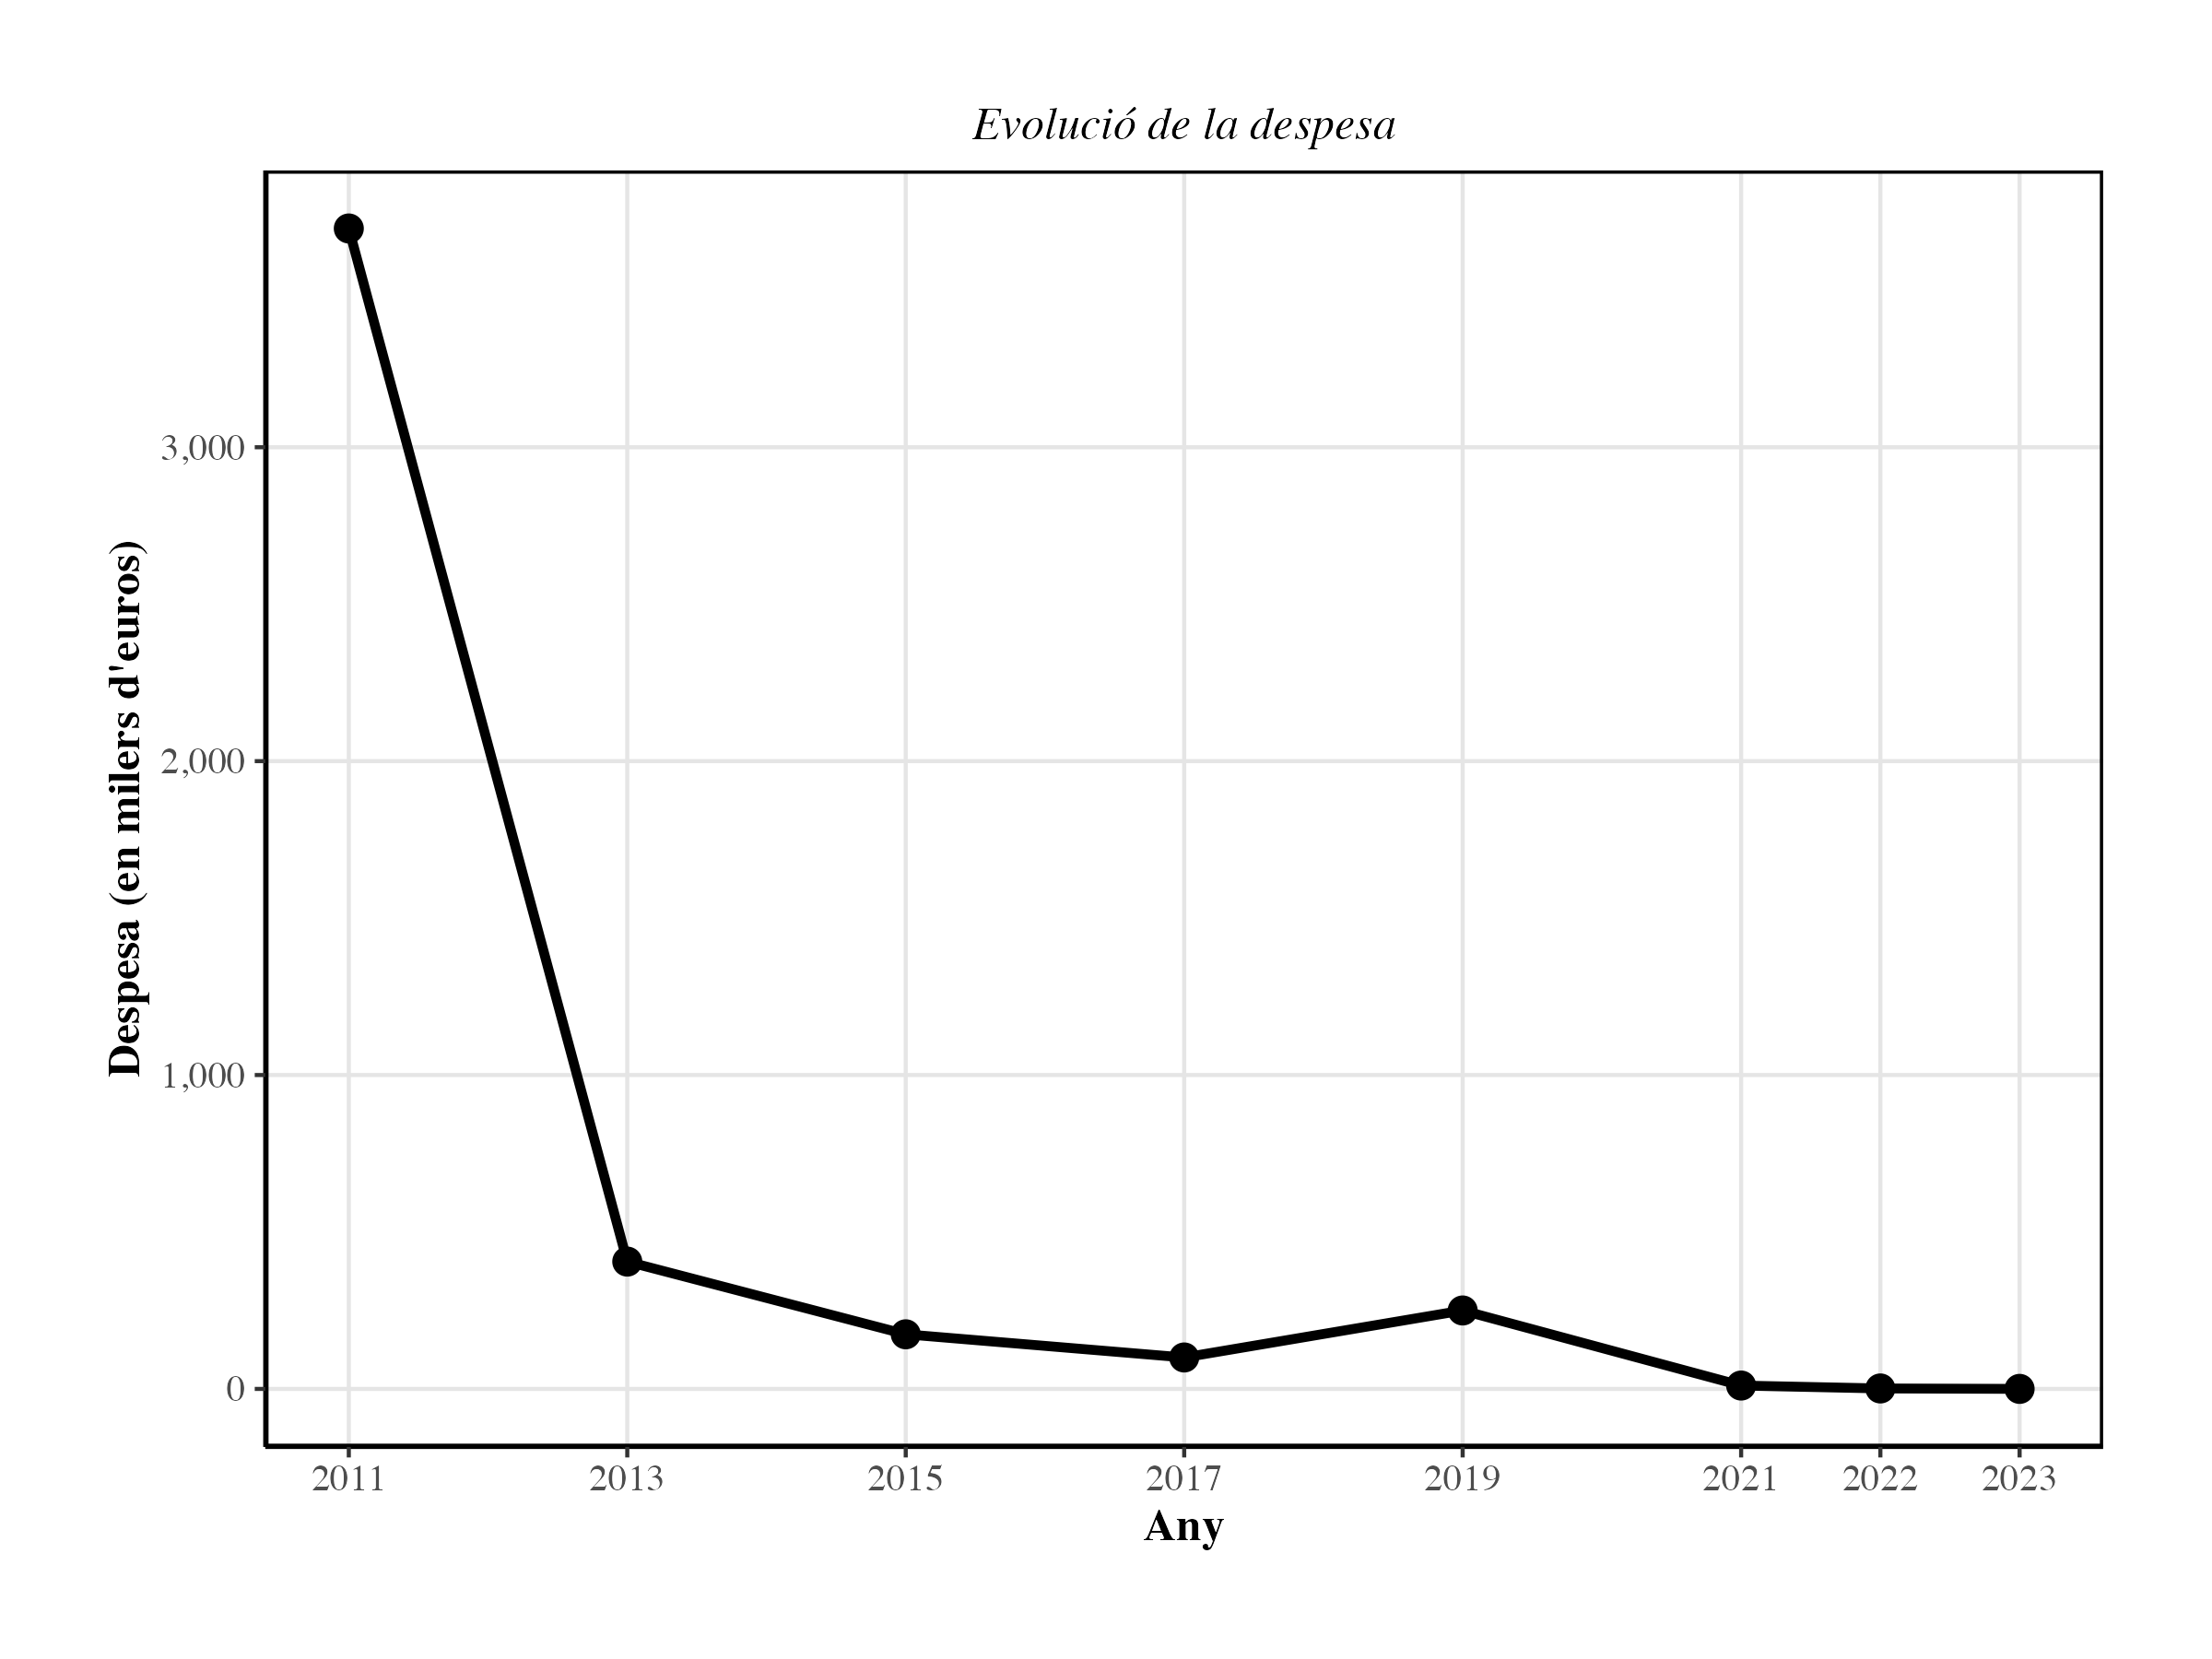 Evolució de la despesa
Despesa (en milers d'euros)
3,000
2,000
1,000
0
2011 2013 2015 2017 2019 2021 2022 2023
Any